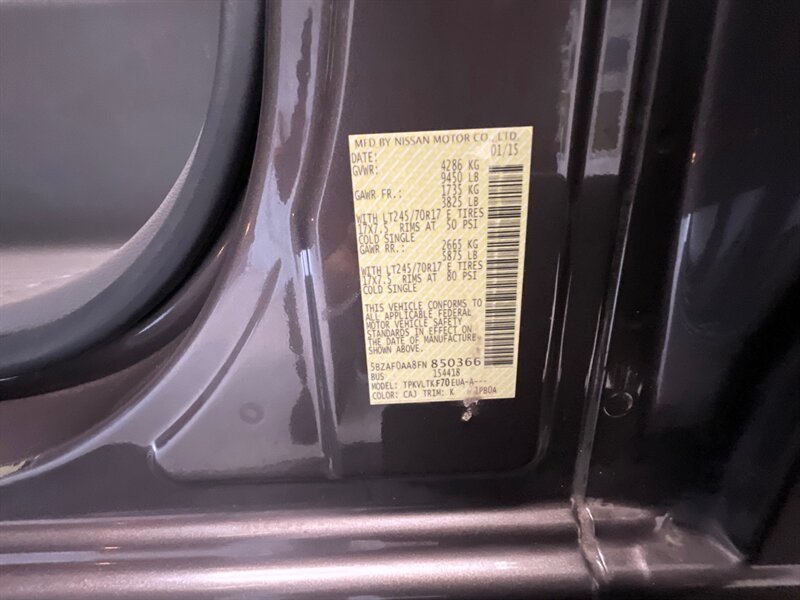 MFD BY NISSAN MOTOR CO., LTD.
DATE: 01/15
GVWR: 4286 KG
9450 LB
GAWR FR.: 1735 KG
3825 LB
WITH LT245/70R17 E TIRES
17X7.5 RIMS AT 50 PSI
COLD SINGLE
GAWR RR.: 2665 KG
5875 LB
WITH LT245/70R17 E TIRES
17X7.5 RIMS AT 80 PSI
COLD SINGLE
THIS VEHICLE CONFORMS TO
ALL APPLICABLE FEDERAL
MOTOR VEHICLE SAFETY
STANDARDS IN EFFECT ON
THE DATE OF MANUFACTURE
SHOWN ABOVE.
5BZAF0AA8FN850366
BUS 154418
MODEL: TPKVLTKF70EUA-A---
COLOR: CAJ TRIM: K